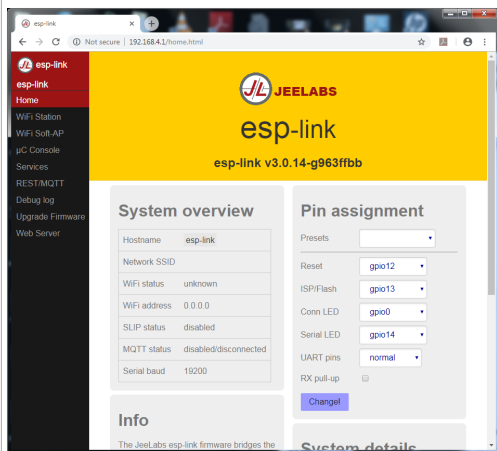 esp-link
Not secure | 192.168.4.1/home.html
JL esp-link
esp-link
Home
WiFi Station
WiFi Soft-AP
µC Console
Services
REST/MQTT
Debug log
Upgrade Firmware
Web Server
JL JEELABS
esp-link
esp-link v3.0.14-g963ffbb
System overview
Hostname esp-link
Network SSID
WiFi status unknown
WiFi address 0.0.0.0
SLIP status disabled
MQTT status disabled/disconnected
Serial baud 19200
Info
The JeeLabs esp-link firmware bridges the
Pin assignment
Presets
Reset gpio12
ISP/Flash gpio13
Conn LED gpio0
Serial LED gpio14
UART pins normal
RX pull-up
Change!
System details